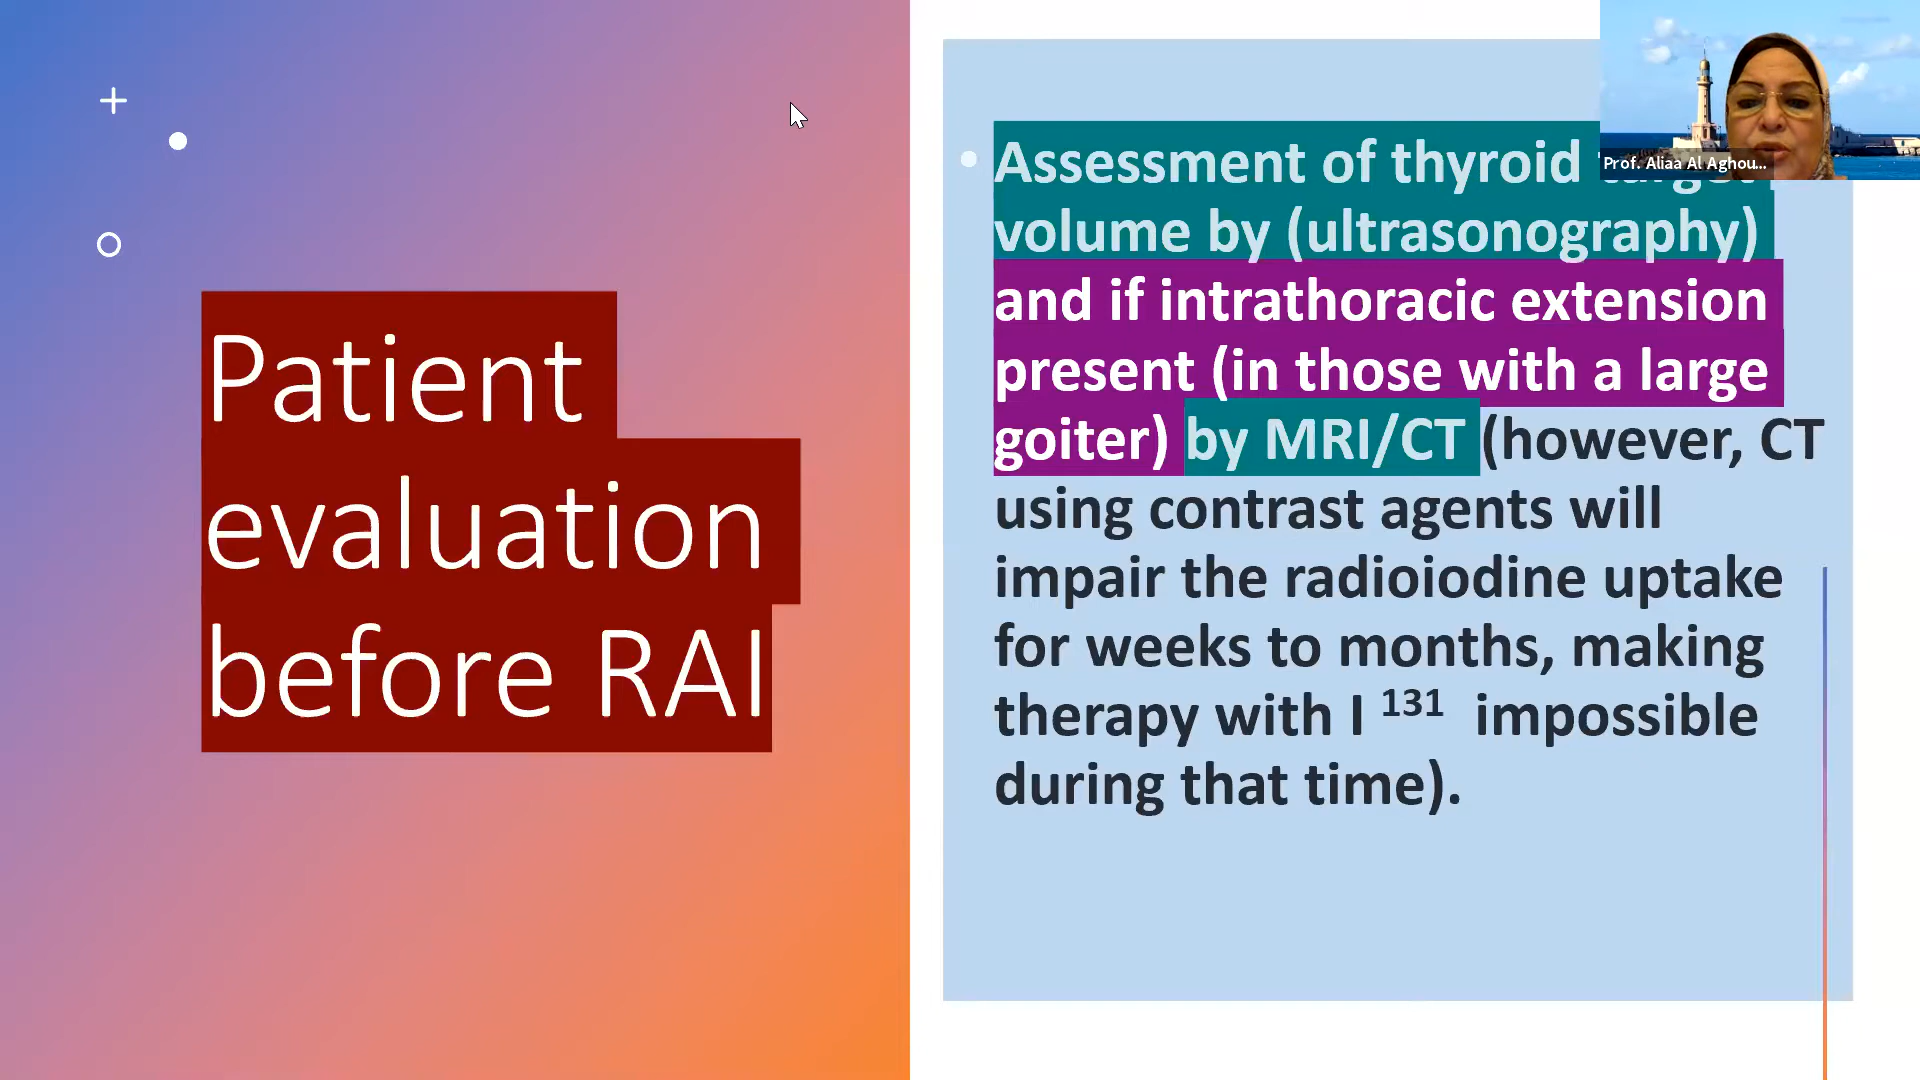 Patient
evaluation
before RAI
Prof. Aliaa Al Aghou...
• Assessment of thyroid target
volume by (ultrasonography)
and if intrathoracic extension
present (in those with a large
goiter) by MRI/CT (however, CT
using contrast agents will
impair the radioiodine uptake
for weeks to months, making
therapy with I ¹³¹ impossible
during that time).